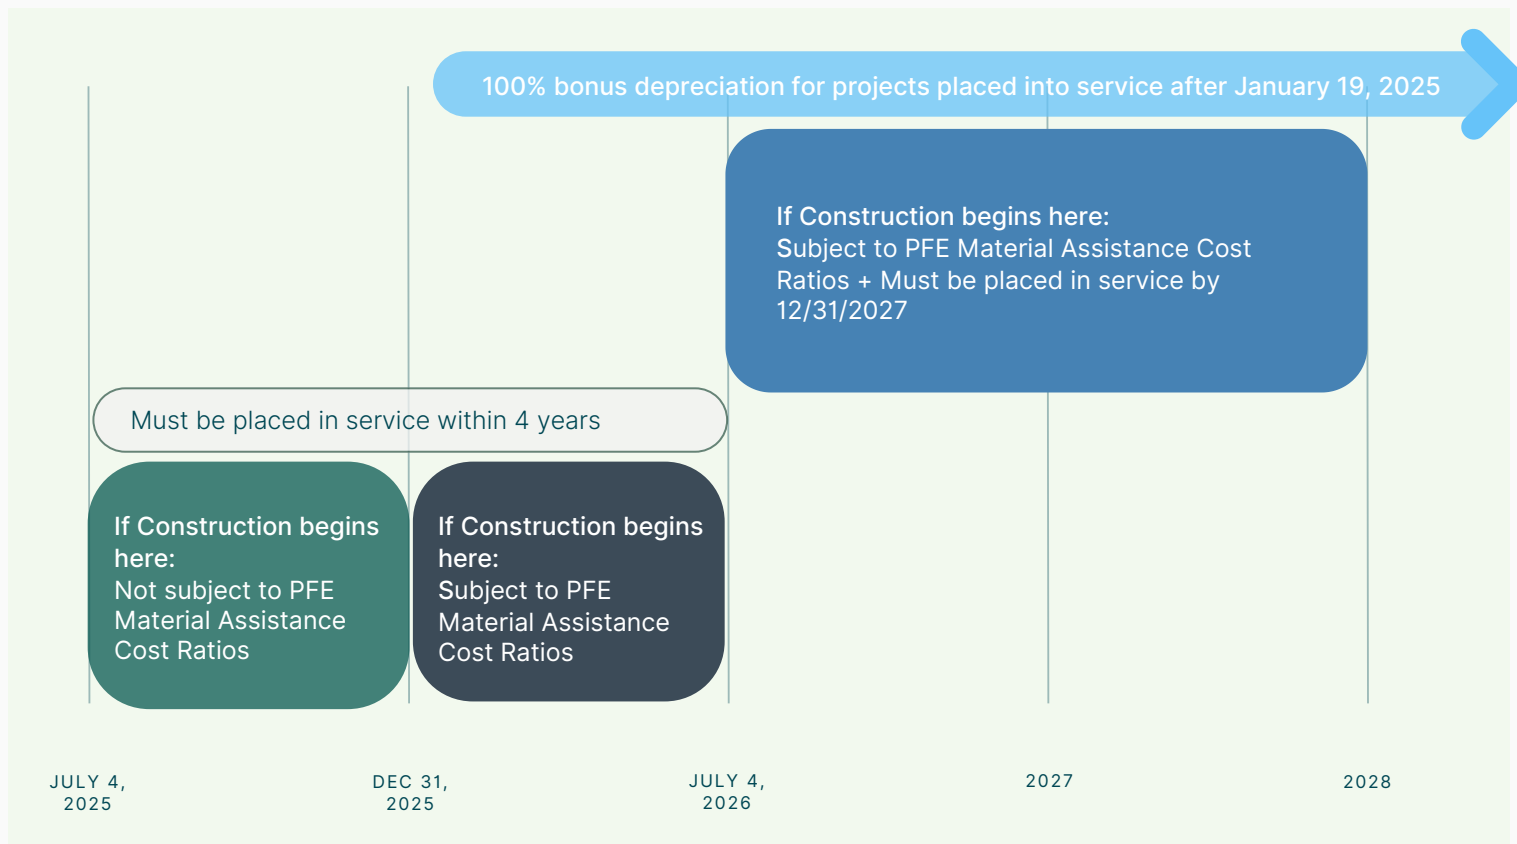 100% bonus depreciation for projects placed into service after January 19, 2025
If Construction begins here:
Subject to PFE Material Assistance Cost
Ratios + Must be placed in service by
12/31/2027
Must be placed in service within 4 years
If Construction begins
here:
Not subject to PFE
Material Assistance
Cost Ratios
If Construction begins
here:
Subject to PFE
Material Assistance
Cost Ratios
JULY 4,
2025
DEC 31,
2025
JULY 4,
2026
2027
2028